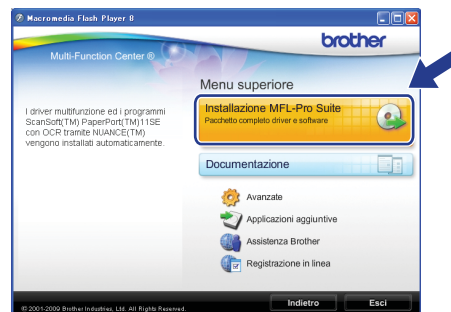 Macromedia Flash Player 8
brother
Multi-Function Center ®
Menu superiore
I driver multifunzione ed i programmi
ScanSoft(TM) PaperPort(TM)11SE
con OCR tramite NUANCE(TM)
vengono installati automaticamente.
Installazione MFL-Pro Suite
Pacchetto completo driver e software
Documentazione
Avanzate
Applicazioni aggiuntive
Assistenza Brother
Registrazione in linea
© 2001-2009 Brother Industries, Ltd. All Rights Reserved.
Indietro
Esci